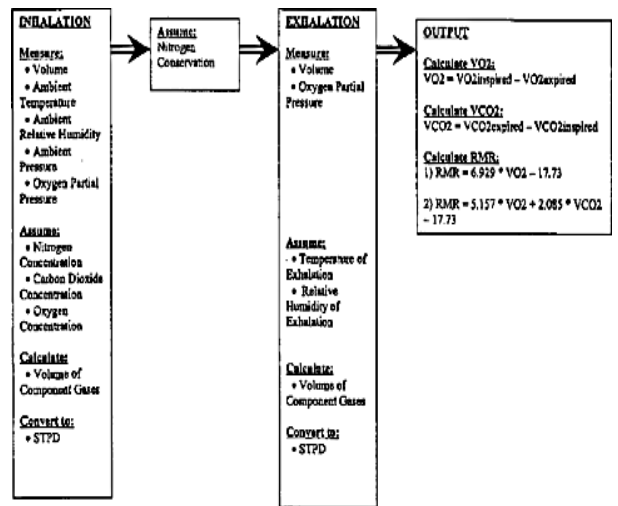 INHALATION
Measure:
• Volume
• Ambient
Temperature
• Ambient
Relative Humidity
• Ambient
Pressure
• Oxygen Partial
Pressure
Assume:
• Nitrogen
Concentration
• Carbon Dioxide
Concentration
• Oxygen
Concentration
Calculate:
• Volume of
Component Gases
Convert to:
• STPD
Assume:
Nitrogen
Conservation
EXHALATION
Measure:
• Volume
• Oxygen Partial
Pressure
Assume:
• Temperature of
Exhalation
• Relative
Humidity of
Exhalation
Calculate:
• Volume of
Component Gases
Convert to:
• STPD
OUTPUT
Calculate VO2:
VO2 = VO2inspired – VO2expired
Calculate VCO2:
VCO2 = VCO2expired – VCO2inspired
Calculate RMR:
1) RMR = 6.929 * VO2 – 17.73
2) RMR = 5.157 * VO2 + 2.085 * VCO2
– 17.73